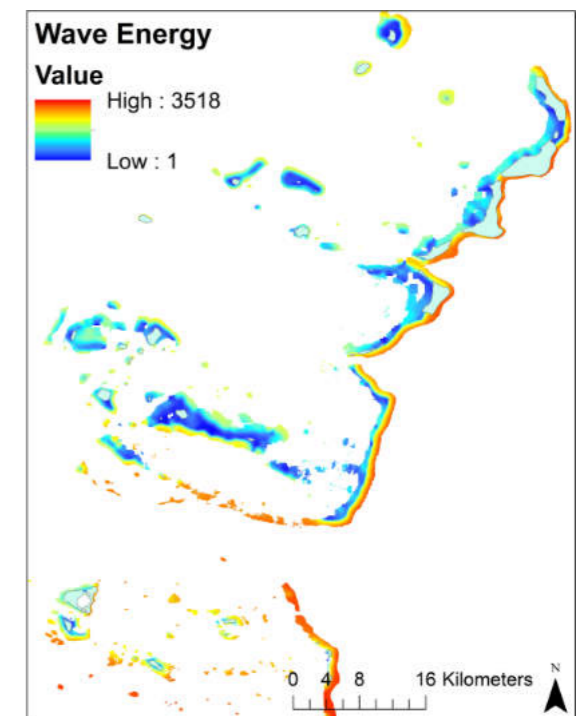 Wave Energy
Value
High : 3518
Low : 1
N
0 4 8 16 Kilometers